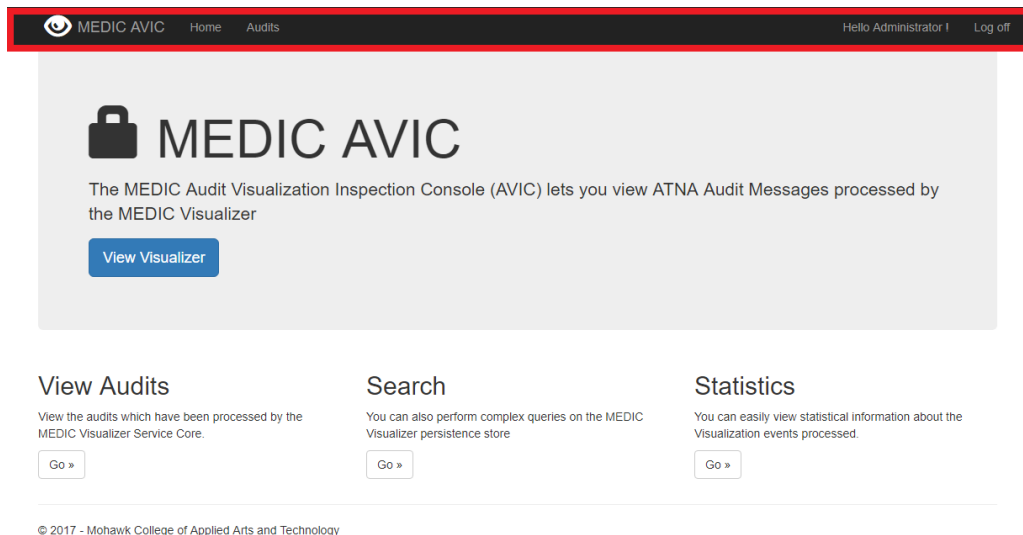 MEDIC AVIC Home Audits Hello Administrator ! Log off
MEDIC AVIC
The MEDIC Audit Visualization Inspection Console (AVIC) lets you view ATNA Audit Messages processed by
the MEDIC Visualizer
View Visualizer
View Audits
View the audits which have been processed by the
MEDIC Visualizer Service Core.
Go »
Search
You can also perform complex queries on the MEDIC
Visualizer persistence store
Go »
Statistics
You can easily view statistical information about the
Visualization events processed.
Go »
© 2017 - Mohawk College of Applied Arts and Technology